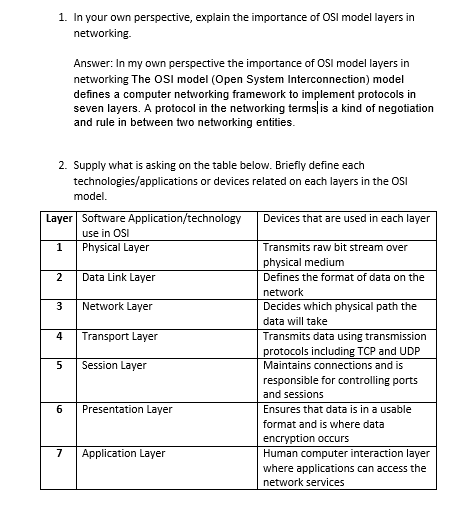 1. In your own perspective, explain the importance of OSI model layers in
networking.
Answer: In my own perspective the importance of OSI model layers in
networking The OSI model (Open System Interconnection) model
defines a computer networking framework to implement protocols in
seven layers. A protocol in the networking terms is a kind of negotiation
and rule in between two networking entities.
2. Supply what is asking on the table below. Briefly define each
technologies/applications or devices related on each layers in the OSI
model.
Layer Software Application/technology Devices that are used in each layer
use in OSI
1 Physical Layer Transmits raw bit stream over
physical medium
2 Data Link Layer Defines the format of data on the
network
3 Network Layer Decides which physical path the
data will take
4 Transport Layer Transmits data using transmission
protocols including TCP and UDP
5 Session Layer Maintains connections and is
responsible for controlling ports
and sessions
6 Presentation Layer Ensures that data is in a usable
format and is where data
encryption occurs
7 Application Layer Human computer interaction layer
where applications can access the
network services